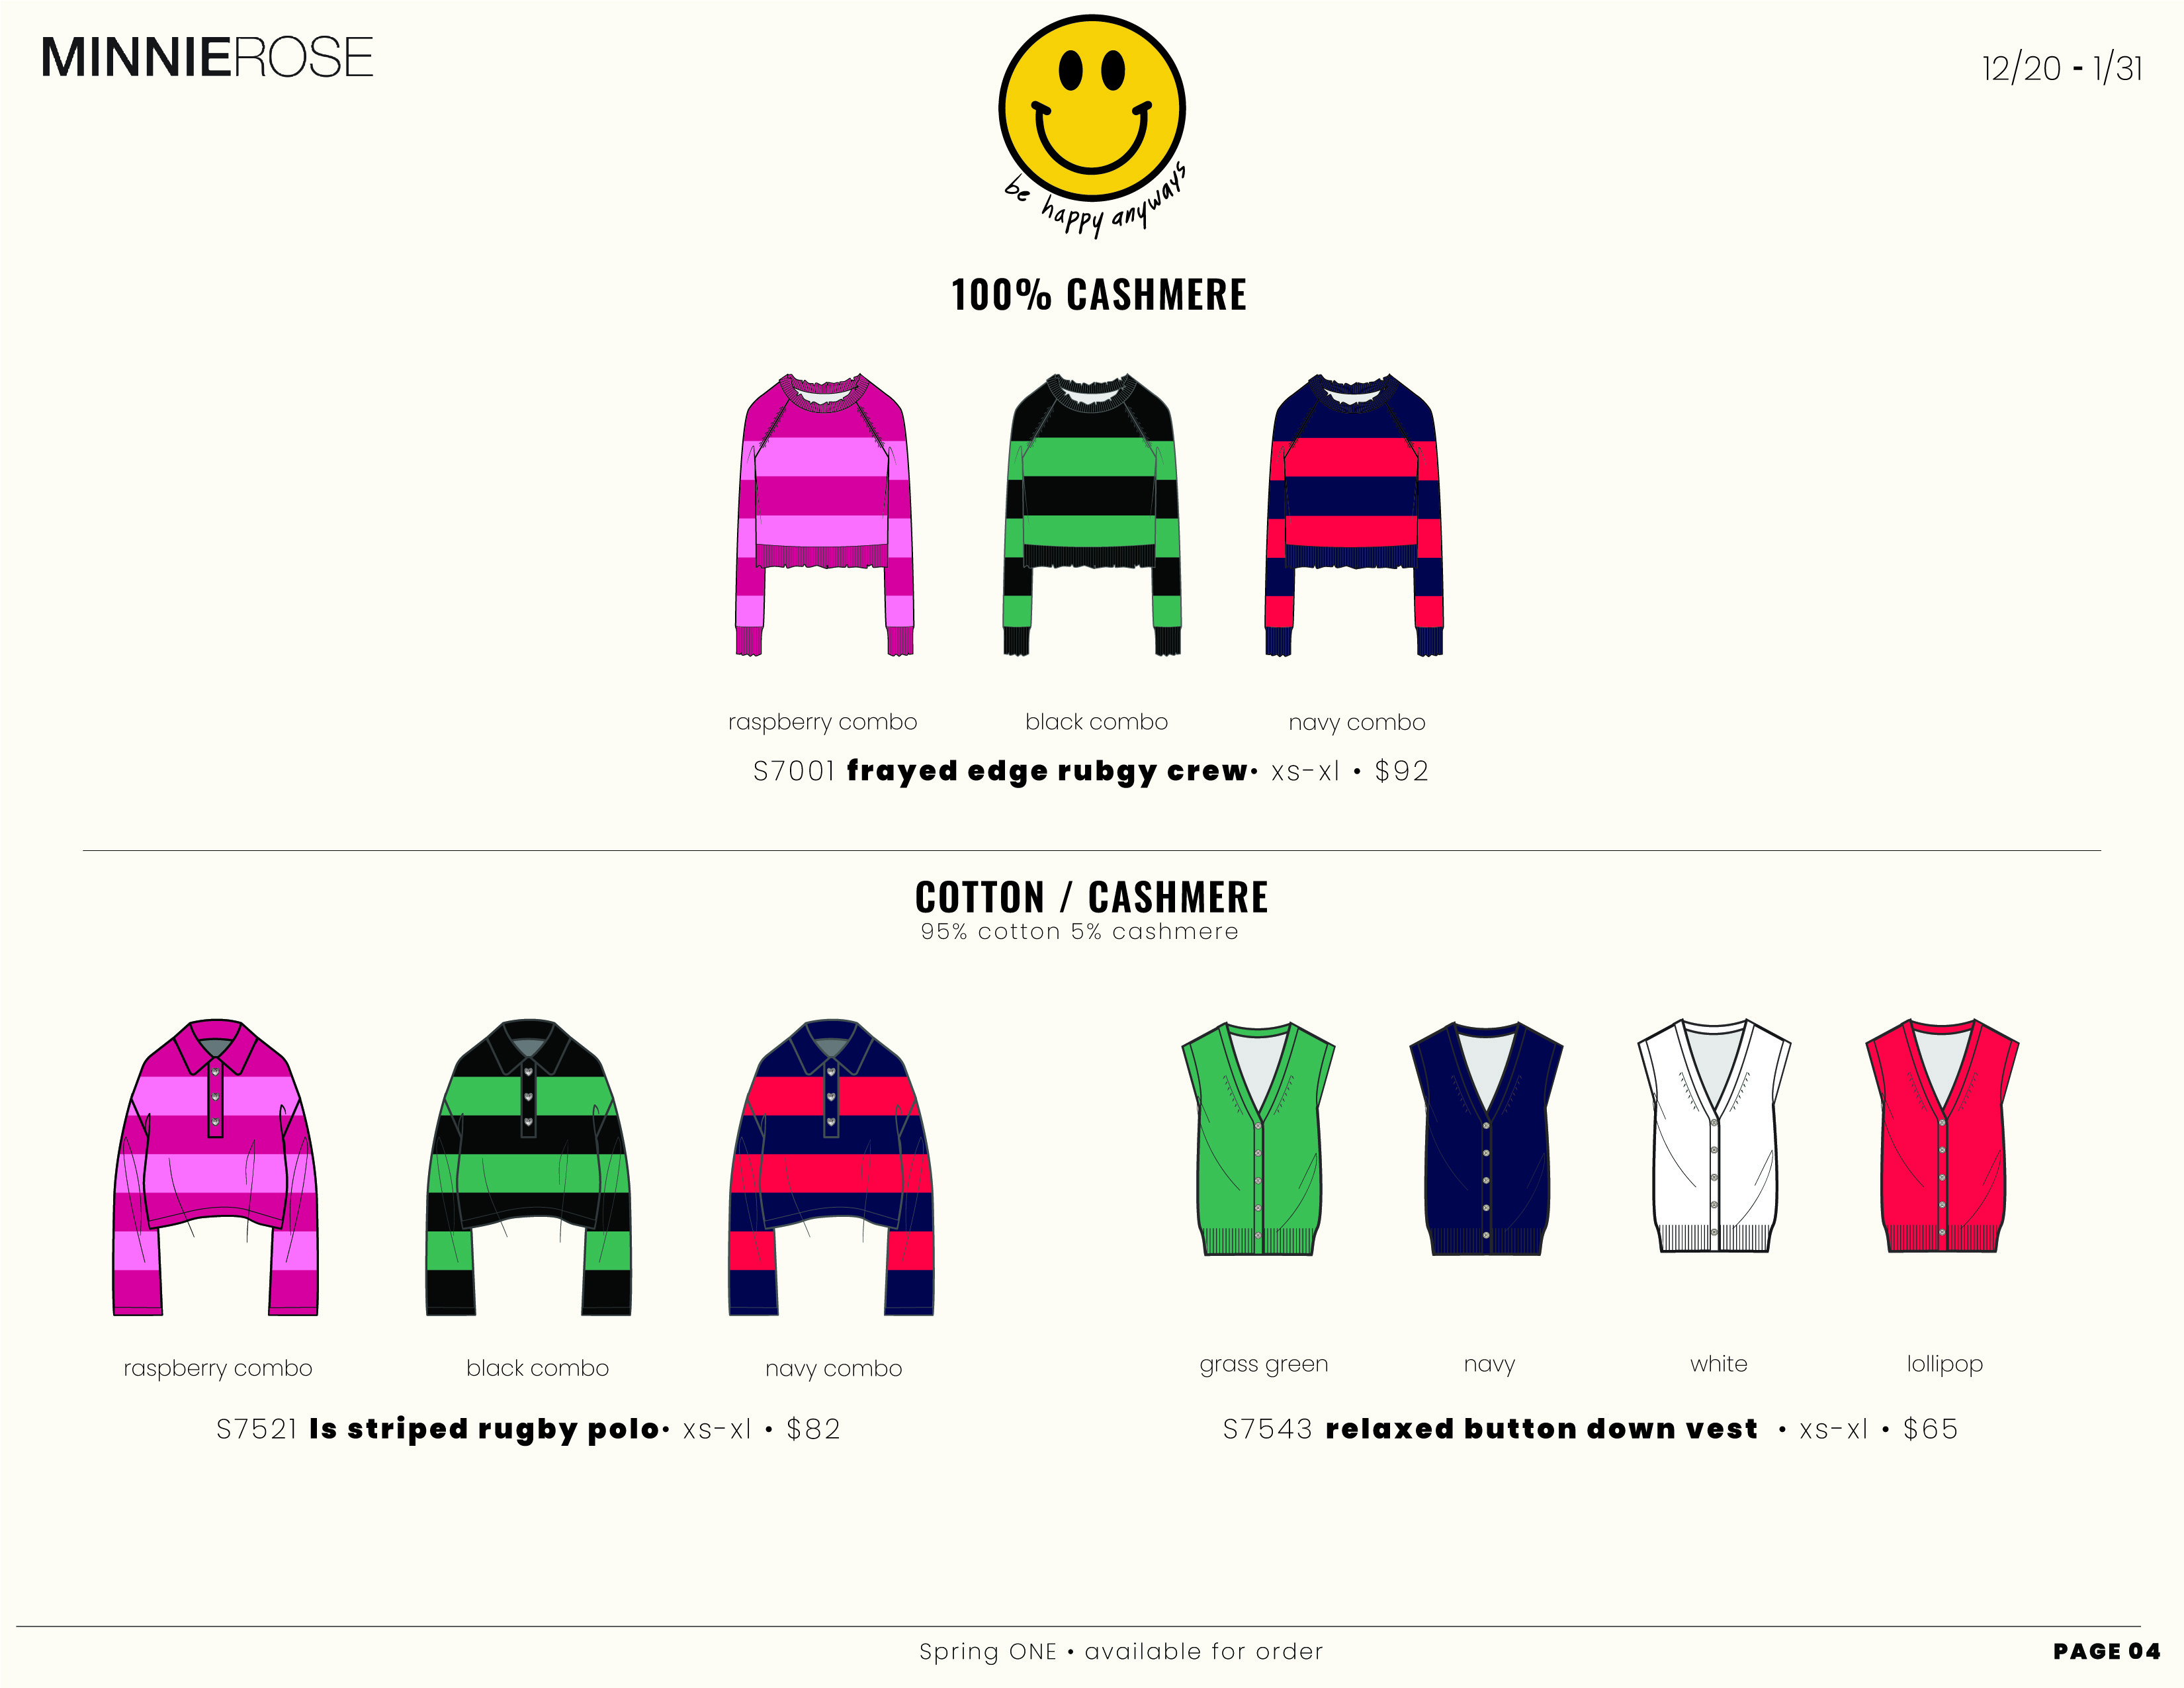 MINNIEROSE
12/20 - 1/31
be happy anyways
100% CASHMERE
raspberry combo
black combo
navy combo
S7001 frayed edge rubgy crew• xs-xl • $92
COTTON / CASHMERE
95% cotton 5% cashmere
raspberry combo
black combo
navy combo
grass green
navy
white
lollipop
S7521 ls striped rugby polo• xs-xl • $82
S7543 relaxed button down vest • xs-xl • $65
Spring ONE • available for order
PAGE 04